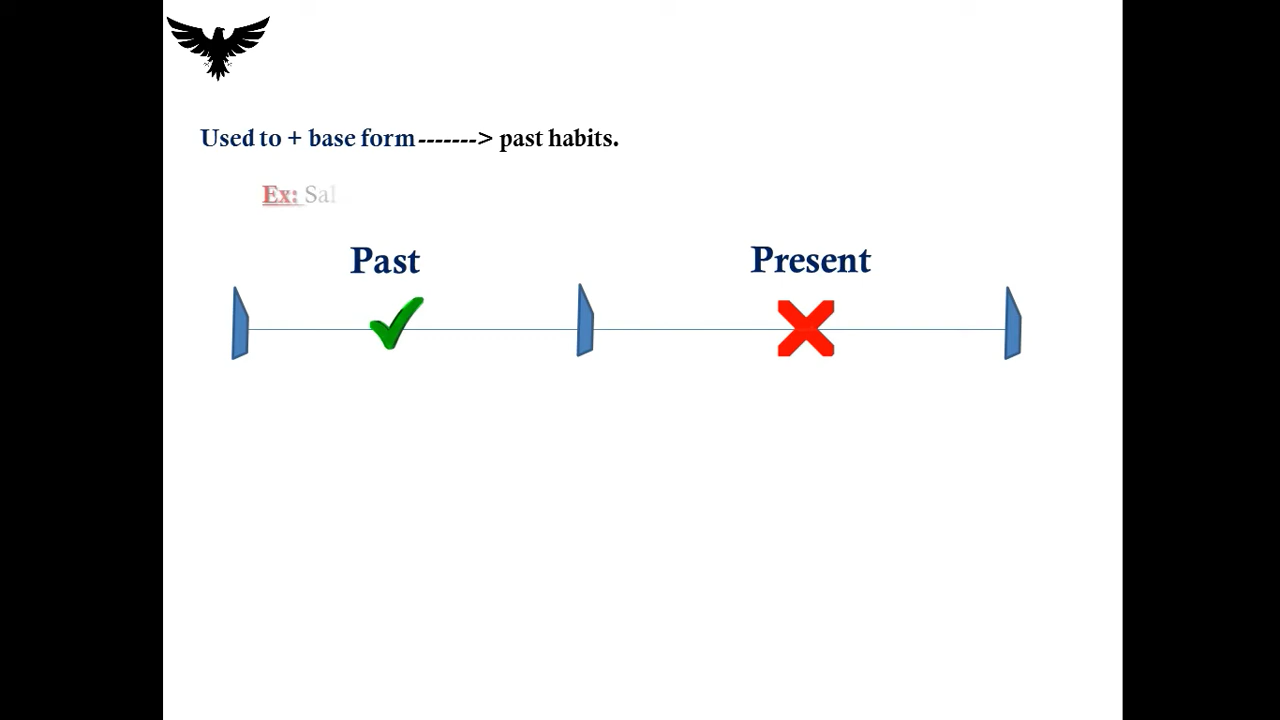 Used to + base form-------> past habits.
Ex:
Past Present